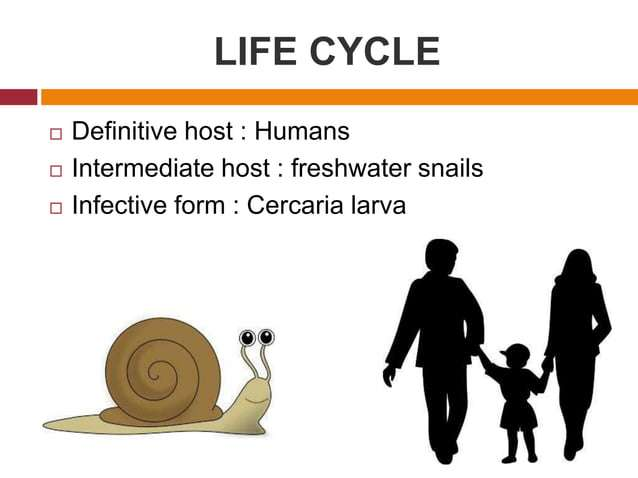 LIFE CYCLE
Definitive host : Humans
Intermediate host : freshwater snails
Infective form : Cercaria larva